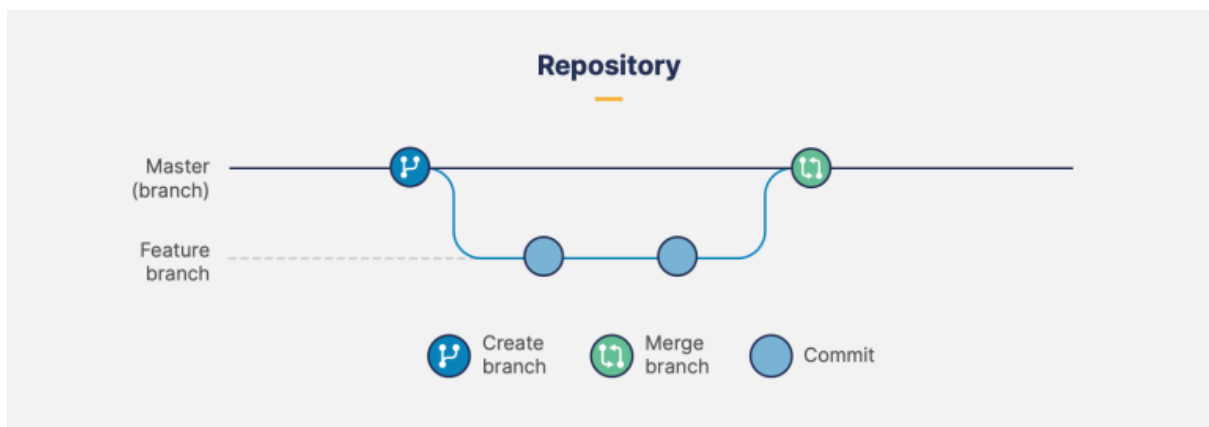 Repository
Master
(branch)
Feature
branch
Create
branch
Merge
branch
Commit